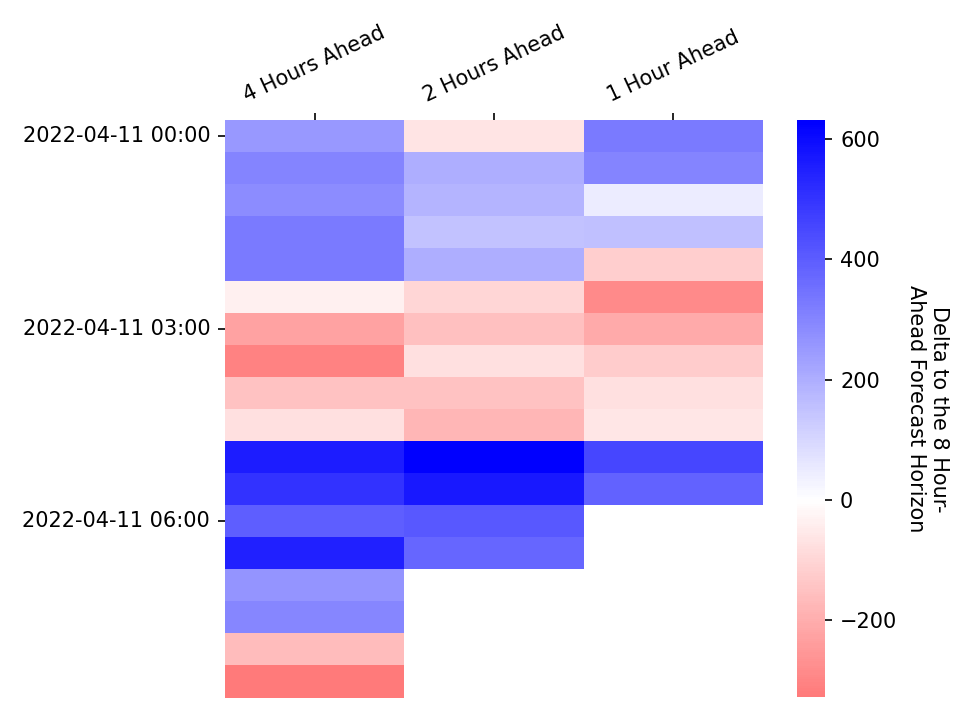 4 Hours Ahead
2 Hours Ahead
1 Hour Ahead
2022-04-11 00:00
2022-04-11 03:00
2022-04-11 06:00
600
400
200
0
−200
Delta to the 8 Hour-
Ahead Forecast Horizon